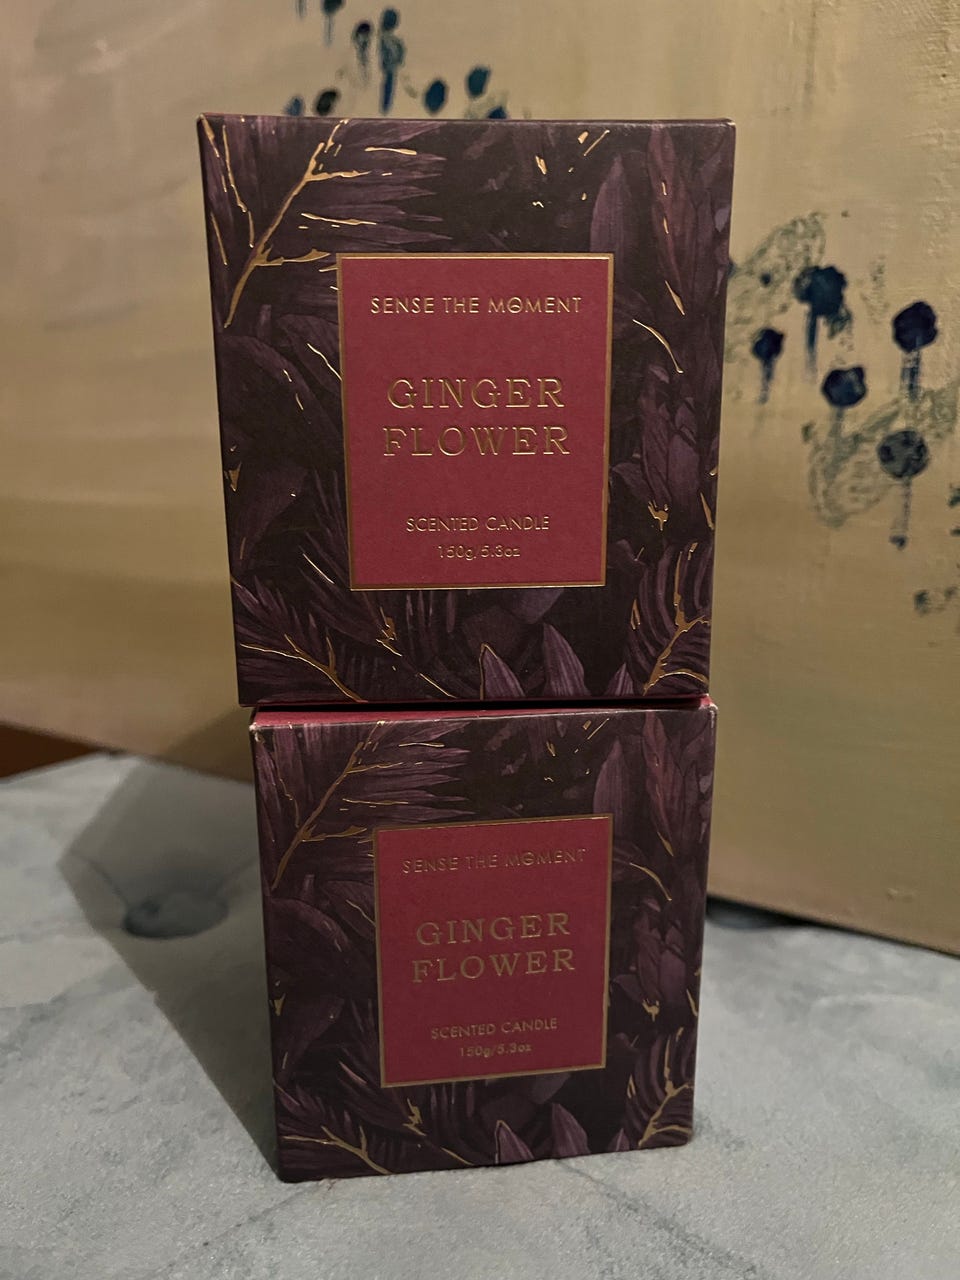 SENSE THE MOMENT
GINGER
FLOWER
SCENTED CANDLE
150g/5.3oz
SENSE THE MOMENT
GINGER
FLOWER
SCENTED CANDLE
150g/5.3oz